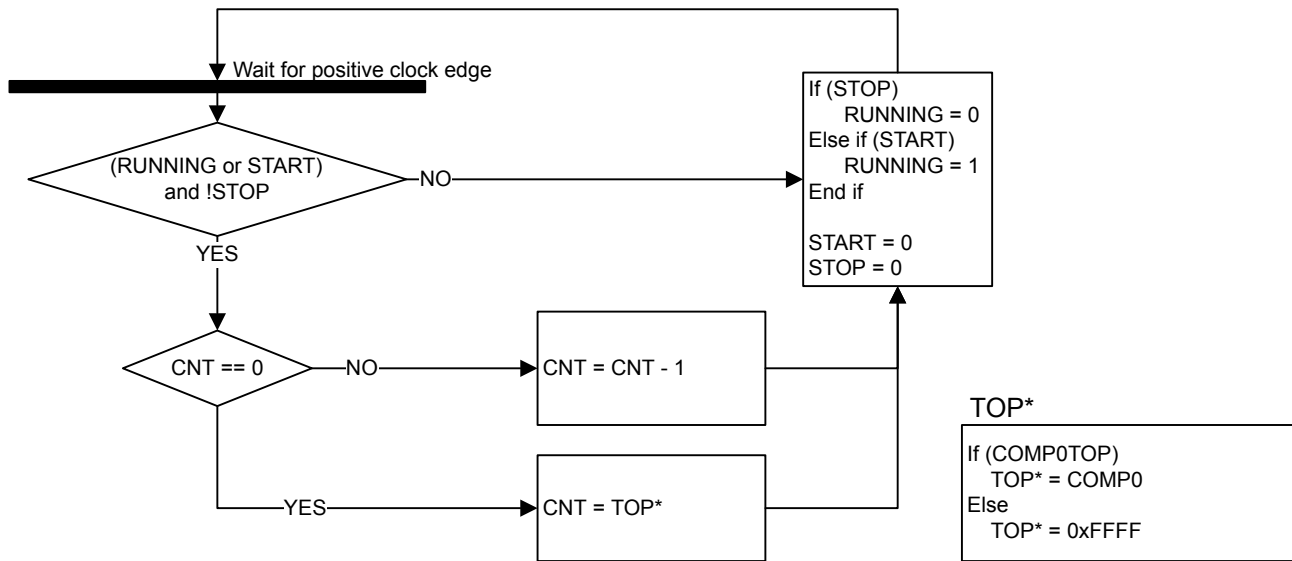 Wait for positive clock edge
(RUNNING or START)
and !STOP
NO
YES
If (STOP)
RUNNING = 0
Else if (START)
RUNNING = 1
End if
START = 0
STOP = 0
CNT == 0
NO
CNT = CNT - 1
YES
CNT = TOP*
TOP*
If (COMP0TOP)
TOP* = COMP0
Else
TOP* = 0xFFFF